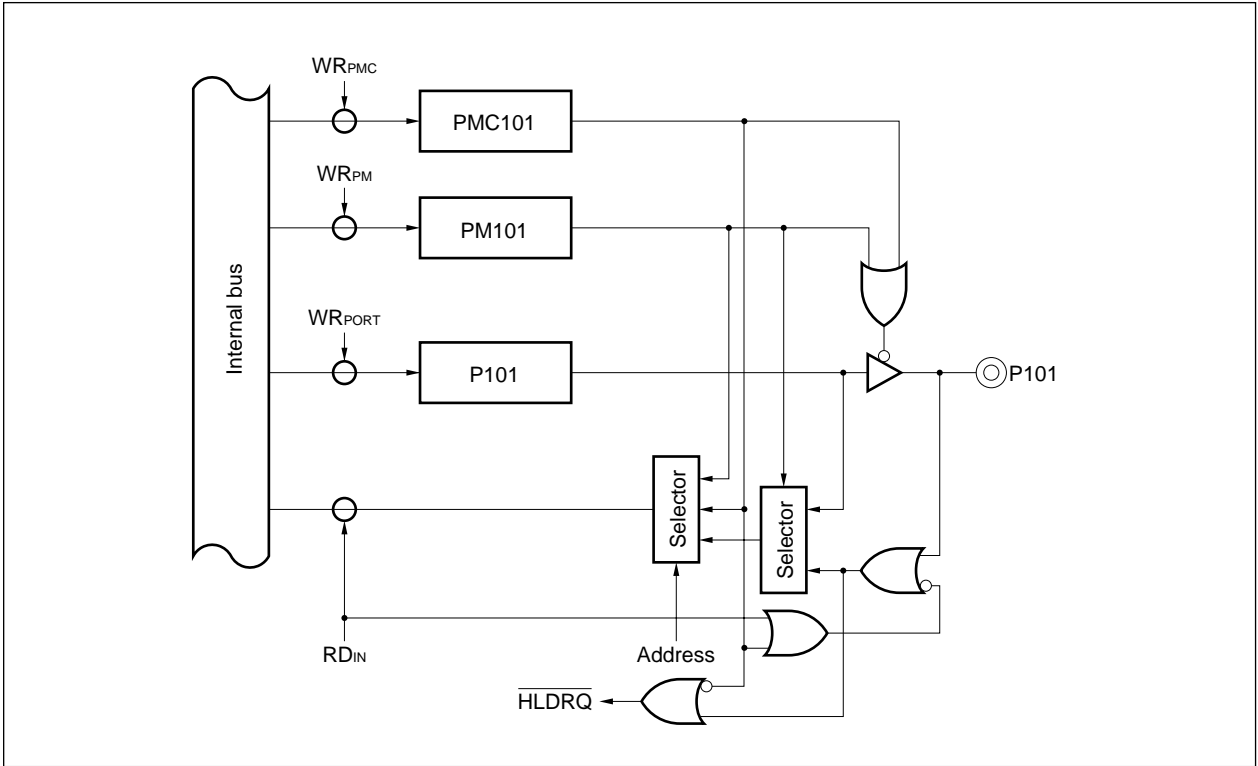 WRPMC
PMC101
WRPM
PM101
Internal bus
WRPORT
P101
P101
Selector
Selector
RDIN
Address
HLDRQ